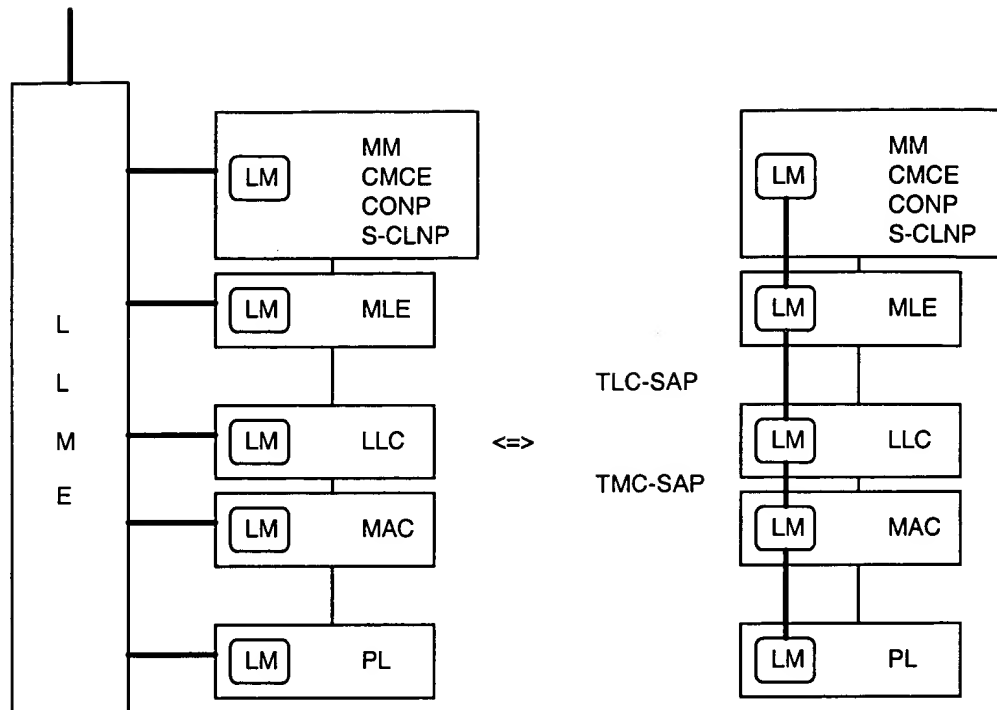 L
L
M
E
LM
MM
CMCE
CONP
S-CLNP
LM MLE
LM LLC
LM MAC
LM PL
<=>
TLC-SAP
TMC-SAP
LM
MM
CMCE
CONP
S-CLNP
LM MLE
LM LLC
LM MAC
LM PL